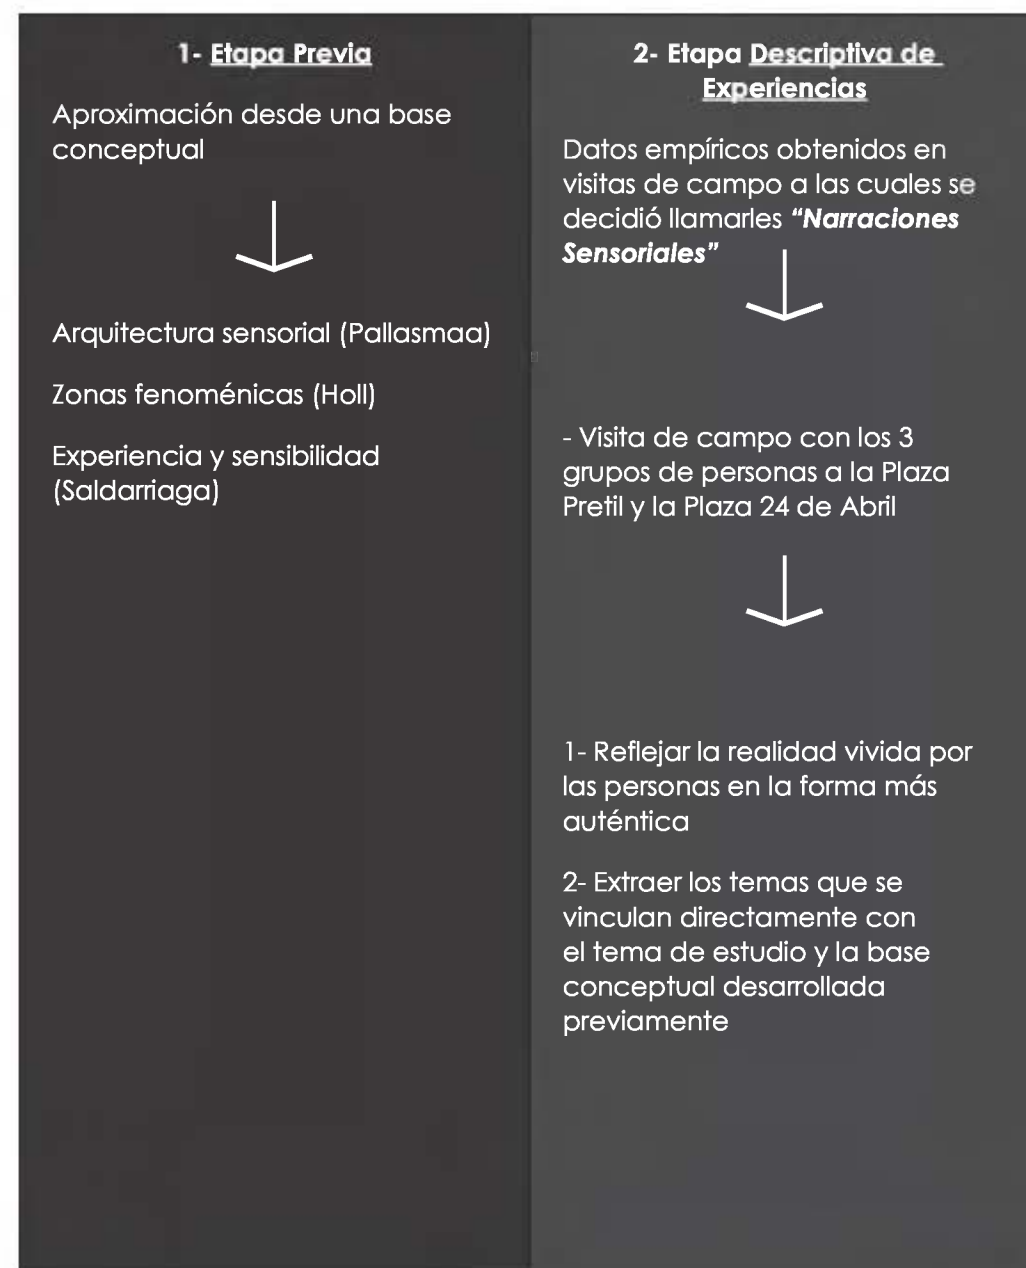 1- Etapa Previa
Aproximación desde una base
conceptual
Arquitectura sensorial (Pallasmaa)
Zonas fenoménicas (Holl)
Experiencia y sensibilidad
(Saldarriaga)
2- Etapa Descriptiva de
Experiencias
Datos empíricos obtenidos en
visitas de campo a las cuales se
decidió llamarles “Narraciones
Sensoriales”
- Visita de campo con los 3
grupos de personas a la Plaza
Pretil y la Plaza 24 de Abril
1- Reflejar la realidad vivida por
las personas en la forma más
auténtica
2- Extraer los temas que se
vinculan directamente con
el tema de estudio y la base
conceptual desarrollada
previamente